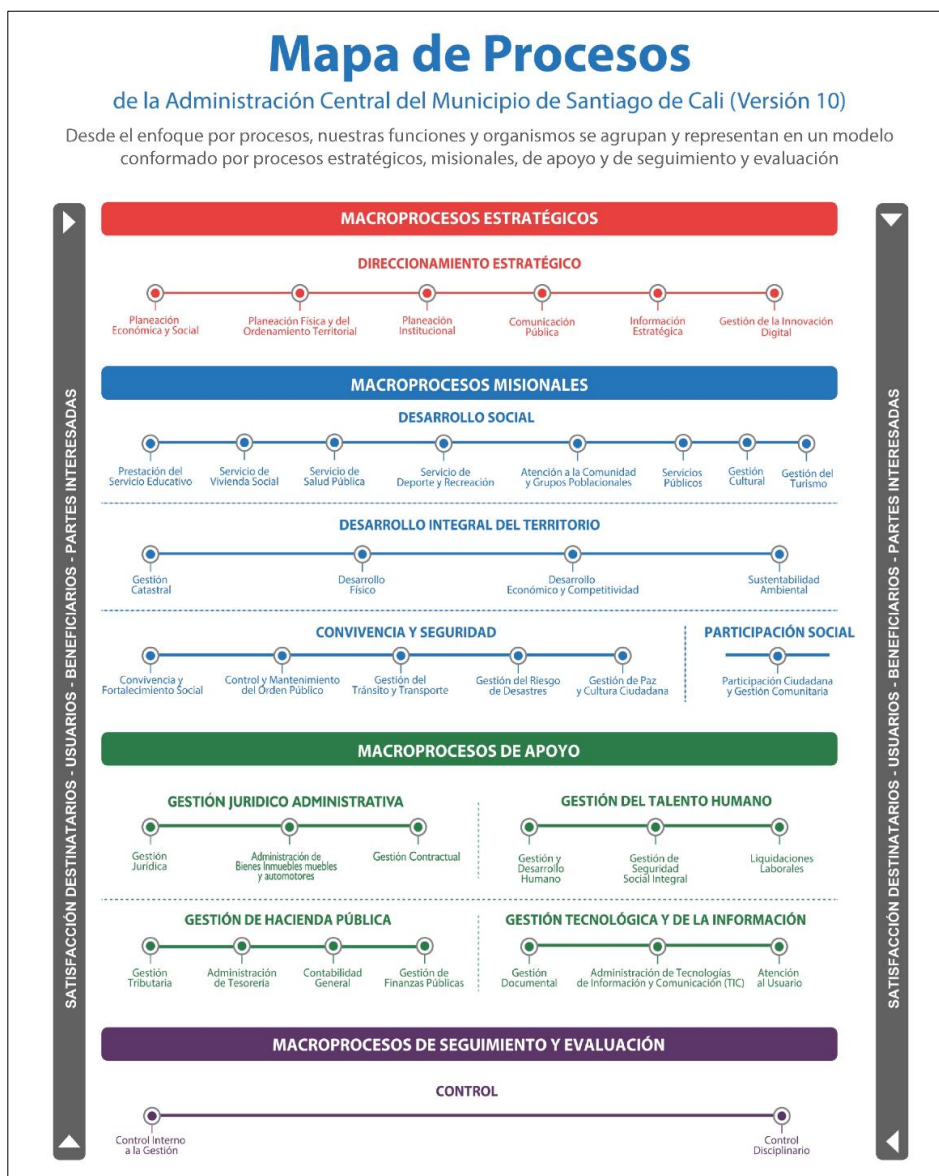 Mapa de Procesos
de la Administración Central del Municipio de Santiago de Cali (Versión 10)
Desde el enfoque por procesos, nuestras funciones y organismos se agrupan y representan en un modelo
conformado por procesos estratégicos, misionales, de apoyo y de seguimiento y evaluación
SATISFACCIÓN DESTINATARIOS - USUARIOS - BENEFICIARIOS - PARTES INTERESADAS
MACROPROCESOS ESTRATÉGICOS
DIRECCIONAMIENTO ESTRATÉGICO
Planeación
Económica y Social
Planeación Física y del
Ordenamiento Territorial
Planeación
Institucional
Comunicación
Pública
Información
Estratégica
Gestión de la Innovación
Digital
MACROPROCESOS MISIONALES
DESARROLLO SOCIAL
Prestación del
Servicio Educativo
Servicio de
Vivienda Social
Servicio de
Salud Pública
Servicio de
Deporte y Recreación
Atención a la Comunidad
y Grupos Poblacionales
Servicios
Públicos
Gestión
Cultural
Gestión del
Turismo
DESARROLLO INTEGRAL DEL TERRITORIO
Gestión
Catastral
Desarrollo
Físico
Desarrollo
Económico y Competitividad
Sustentabilidad
Ambiental
CONVIVENCIA Y SEGURIDAD
Convivencia y
Fortalecimiento Social
Control y Mantenimiento
del Orden Público
Gestión del
Tránsito y Transporte
Gestión del Riesgo
de Desastres
Gestión de Paz
y Cultura Ciudadana
PARTICIPACIÓN SOCIAL
Participación Ciudadana
y Gestión Comunitaria
MACROPROCESOS DE APOYO
GESTIÓN JURIDICO ADMINISTRATIVA
Gestión
Jurídica
Administración de
Bienes Inmuebles muebles
y automotores
Gestión Contractual
GESTIÓN DEL TALENTO HUMANO
Gestión y
Desarrollo
Humano
Gestión de
Seguridad
Social Integral
Liquidaciones
Laborales
GESTIÓN DE HACIENDA PÚBLICA
Gestión
Tributaria
Administración
de Tesorería
Contabilidad
General
Gestión de
Finanzas Públicas
GESTIÓN TECNOLÓGICA Y DE LA INFORMACIÓN
Gestión
Documental
Administración de Tecnologías
de Información y Comunicación (TIC)
Atención
al Usuario
MACROPROCESOS DE SEGUIMIENTO Y EVALUACIÓN
CONTROL
Control Interno
a la Gestión
Control
Disciplinario
SATISFACCIÓN DESTINATARIOS - USUARIOS - BENEFICIARIOS - PARTES INTERESADAS